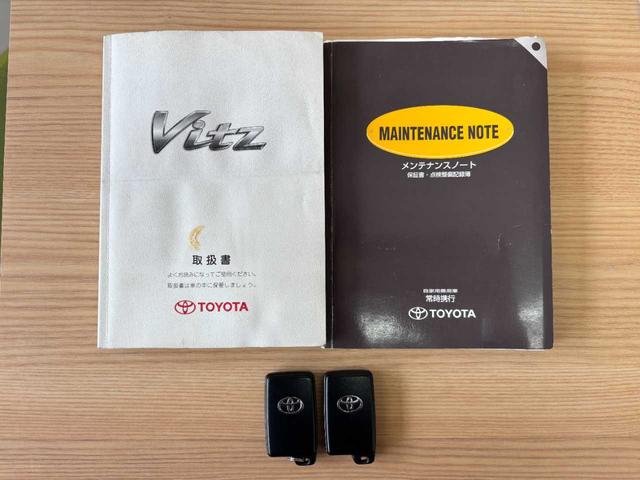 Vitz
取扱書
よくお読みになってご使用ください。
取扱書は車の中に保管しましょう。
TOYOTA
MAINTENANCE NOTE
メンテナンスノート
保証書・点検整備記録簿
自家用乗用車
常時携行
TOYOTA